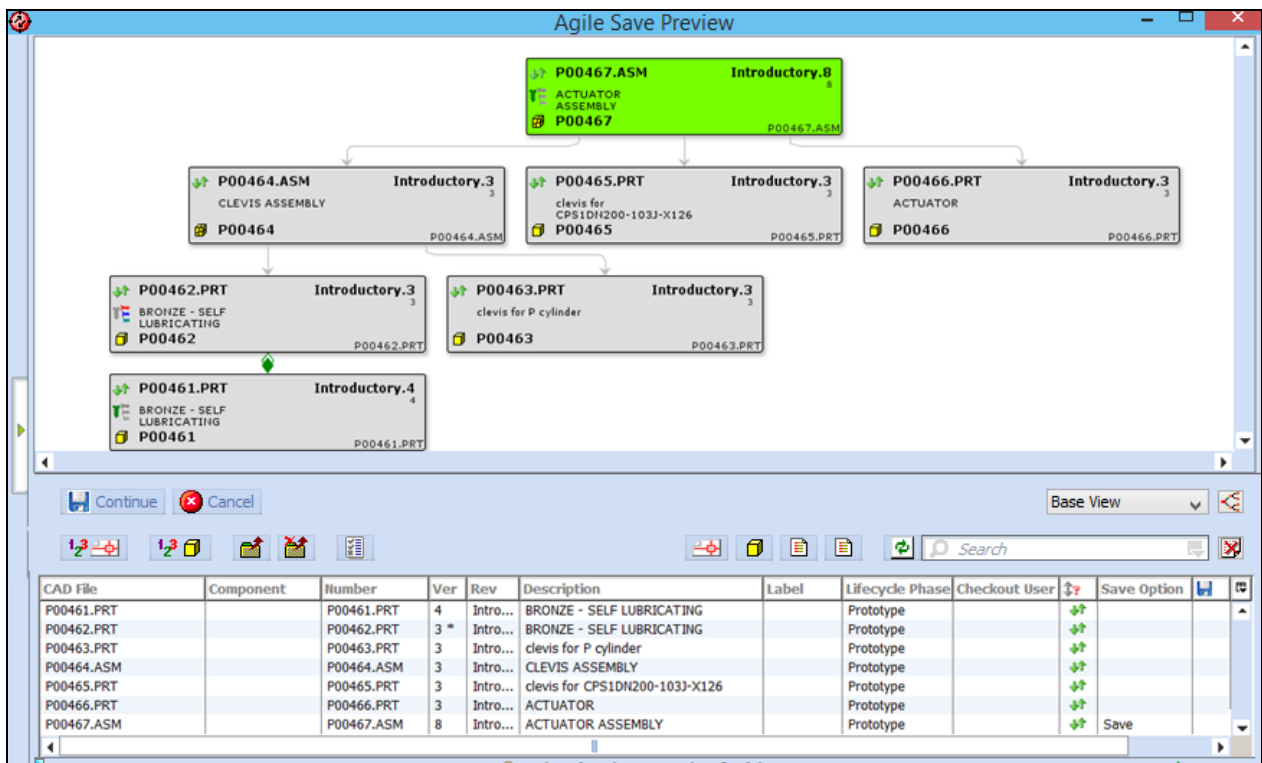 Agile Save Preview
P00467.ASM Introductory.8
8
ACTUATOR
ASSEMBLY
P00467
P00467.ASM
P00464.ASM Introductory.3
3
CLEVIS ASSEMBLY
P00464
P00464.ASM
P00465.PRT Introductory.3
3
clevis for
CPS1DN200-103J-X126
P00465
P00465.PRT
P00466.PRT Introductory.3
3
ACTUATOR
P00466
P00466.PRT
P00462.PRT Introductory.3
3
BRONZE - SELF
LUBRICATING
P00462
P00462.PRT
P00463.PRT Introductory.3
3
clevis for P cylinder
P00463
P00463.PRT
P00461.PRT Introductory.4
4
BRONZE - SELF
LUBRICATING
P00461
P00461.PRT
Continue Cancel Base View
Search
CAD File Component Number Ver Rev Description Label Lifecycle Phase Checkout User Save Option
P00461.PRT P00461.PRT 4 Intro... BRONZE - SELF LUBRICATING Prototype
P00462.PRT P00462.PRT 3 * Intro... BRONZE - SELF LUBRICATING Prototype
P00463.PRT P00463.PRT 3 Intro... clevis for P cylinder Prototype
P00464.ASM P00464.ASM 3 Intro... CLEVIS ASSEMBLY Prototype
P00465.PRT P00465.PRT 3 Intro... clevis for CPS1DN200-103J-X126 Prototype
P00466.PRT P00466.PRT 3 Intro... ACTUATOR Prototype
P00467.ASM P00467.ASM 8 Intro... ACTUATOR ASSEMBLY Prototype Save